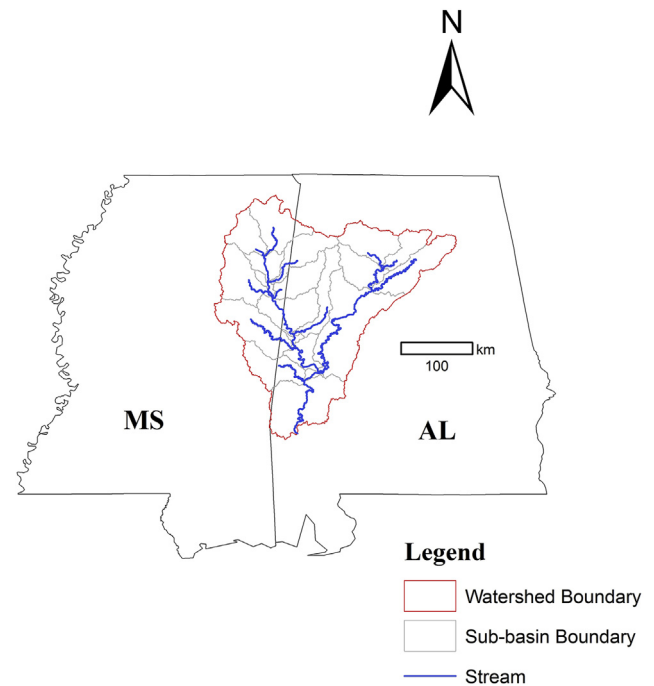 N
km
100
MS
AL
Legend
Watershed Boundary
Sub-basin Boundary
Stream